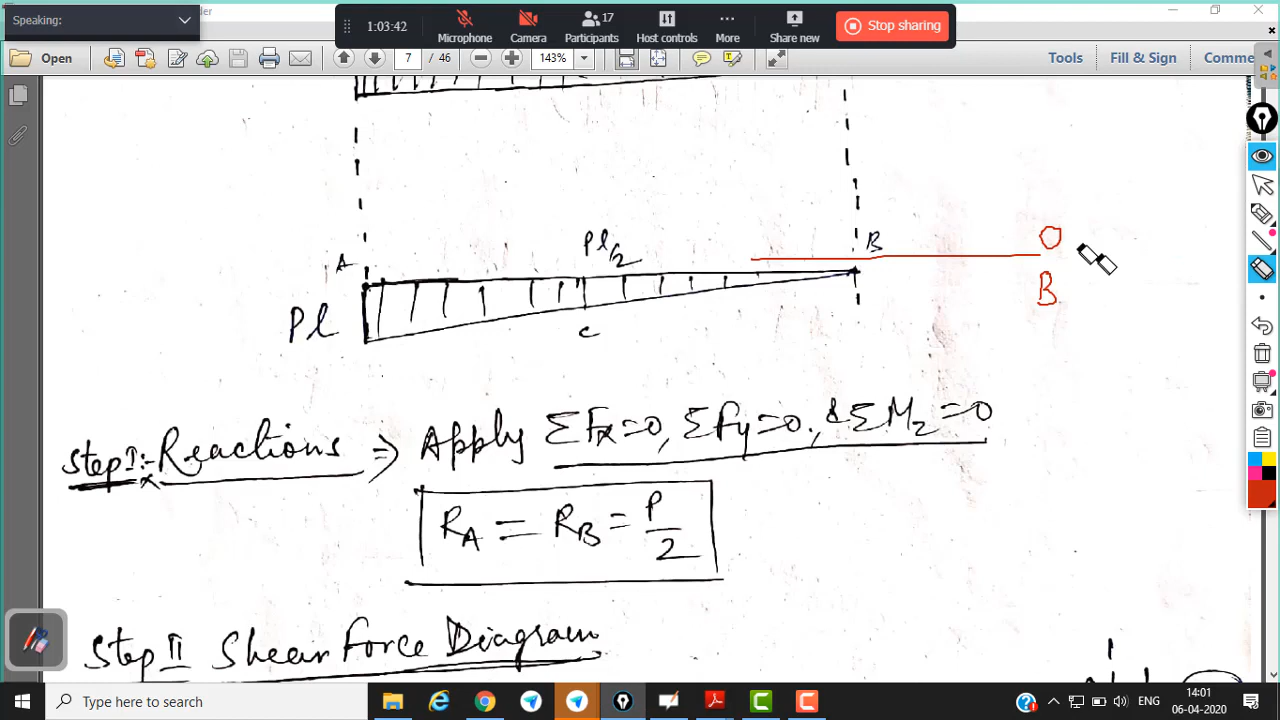 Speaking:
1:03:42
17
Microphone
Camera
Participants
Host controls
More
Share new
Stop sharing
Open
7 / 46
143%
Tools
Fill & Sign
Comme
Pl/2
B
O
A
B
Pl
C
Step I:- Reactions ⇒ Apply ΣFx=0, ΣFy=0, & ΣMz=0
RA = RB = P/2
Step II Shear Force Diagram
Type here to search
ENG
14:01
06-04-2020